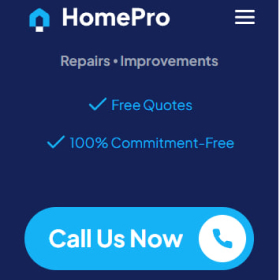 HomePro
Repairs • Improvements
Free Quotes
100% Commitment-Free
Call Us Now